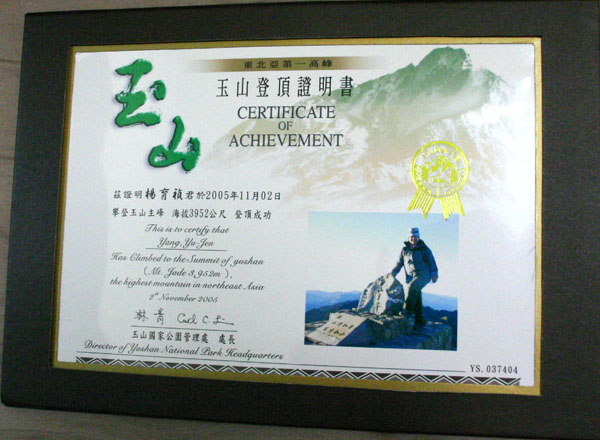 玉山
東北亞第一高峰
玉山登頂證明書
CERTIFICATE
OF
ACHIEVEMENT
茲證明楊育禎君於2005年11月02日
攀登玉山主峰 海拔3952公尺 登頂成功
This is to certify that
Yang, Yu-Jen
Has Climbed to the Summit of yushan
(Mt. Jade 3,952m),
the highest mountain in northeast Asia
2nd November 2005
林青 Carl C. Lin
玉山國家公園管理處 處長
Director of Yushan National Park Headquarters
YS. 037404